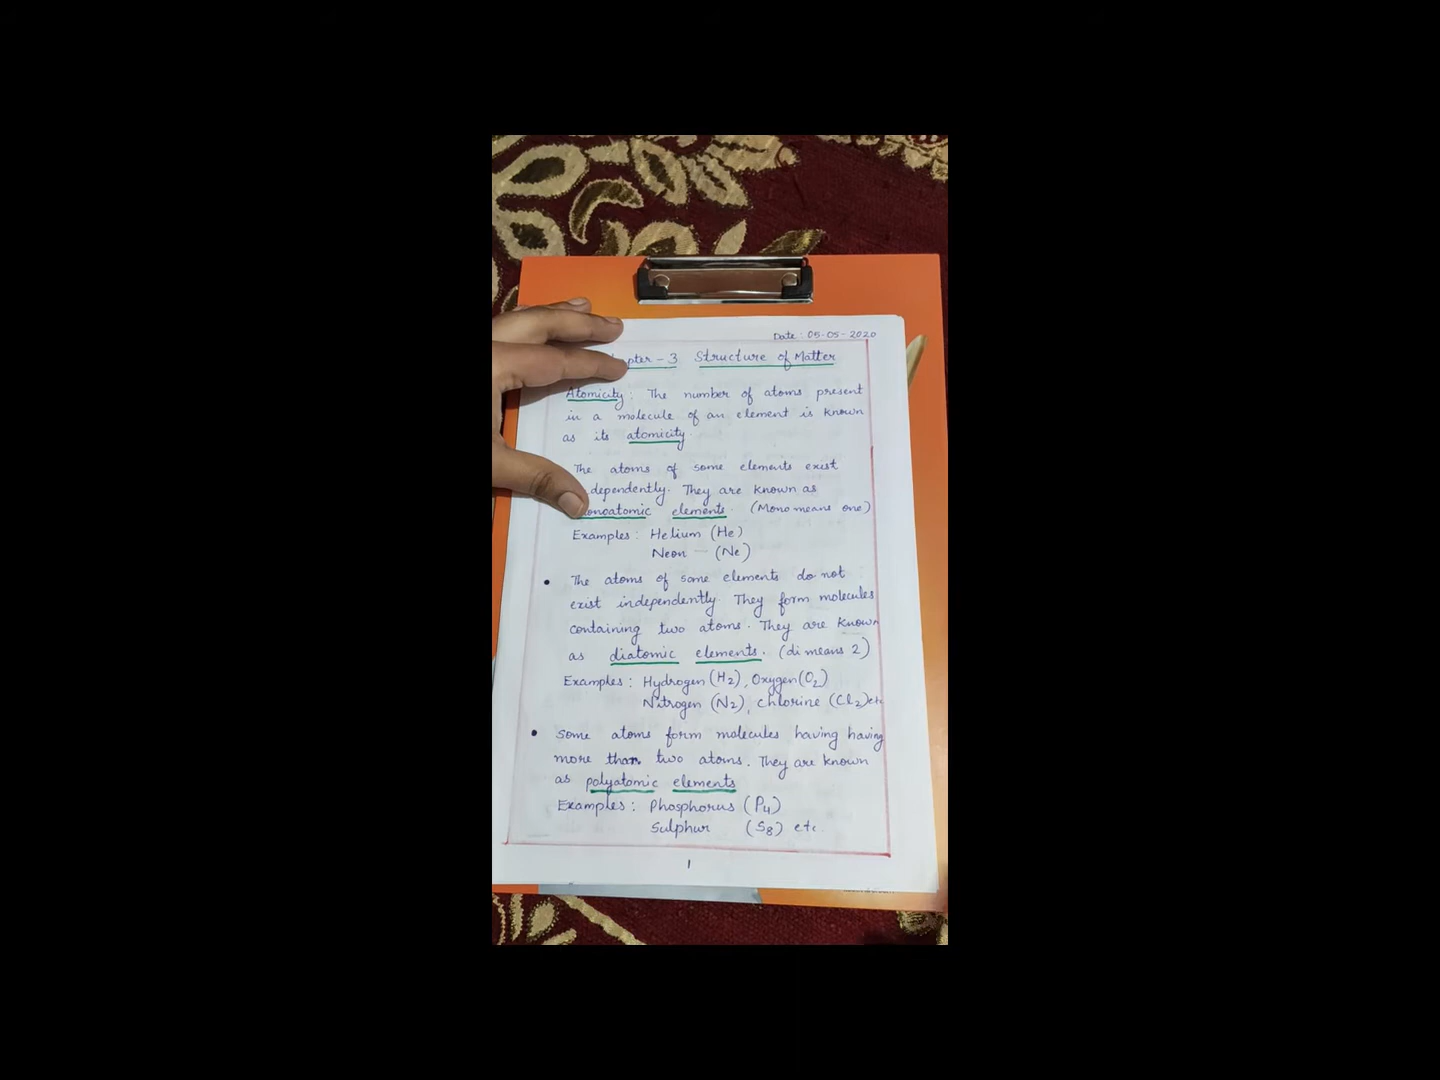 Date : 05-05-2020
pter - 3 Structure of Matter
Atomicity : The number of atoms present
in a molecule of an element is known
as its atomicity.
The atoms of some elements exist
dependently. They are known as
onoatomic elements. (Mono means one)
Examples : Helium (He)
Neon - (Ne)
• The atoms of some elements do not
exist independently. They form molecules
containing two atoms. They are known
as diatomic elements. (di means 2)
Examples : Hydrogen (H2), Oxygen (O2)
Nitrogen (N2), Chlorine (Cl2) etc
• Some atoms form molecules having having
more than two atoms. They are known
as polyatomic elements
Examples : Phosphorus (P4)
Sulphur (S8) etc.
1